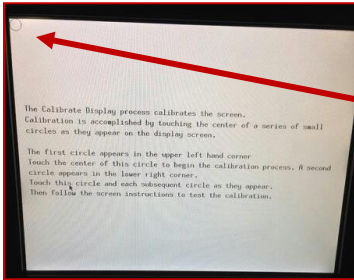 The Calibrate Display process calibrates the screen.
Calibration is accomplished by touching the center of a series of small
circles as they appear on the display screen.
The first circle appears in the upper left hand corner
Touch the center of this circle to begin the calibration process. A second
circle appears in the lower right corner.
Touch this circle and each subsequent circle as they appear.
Then follow the screen instructions to test the calibration.